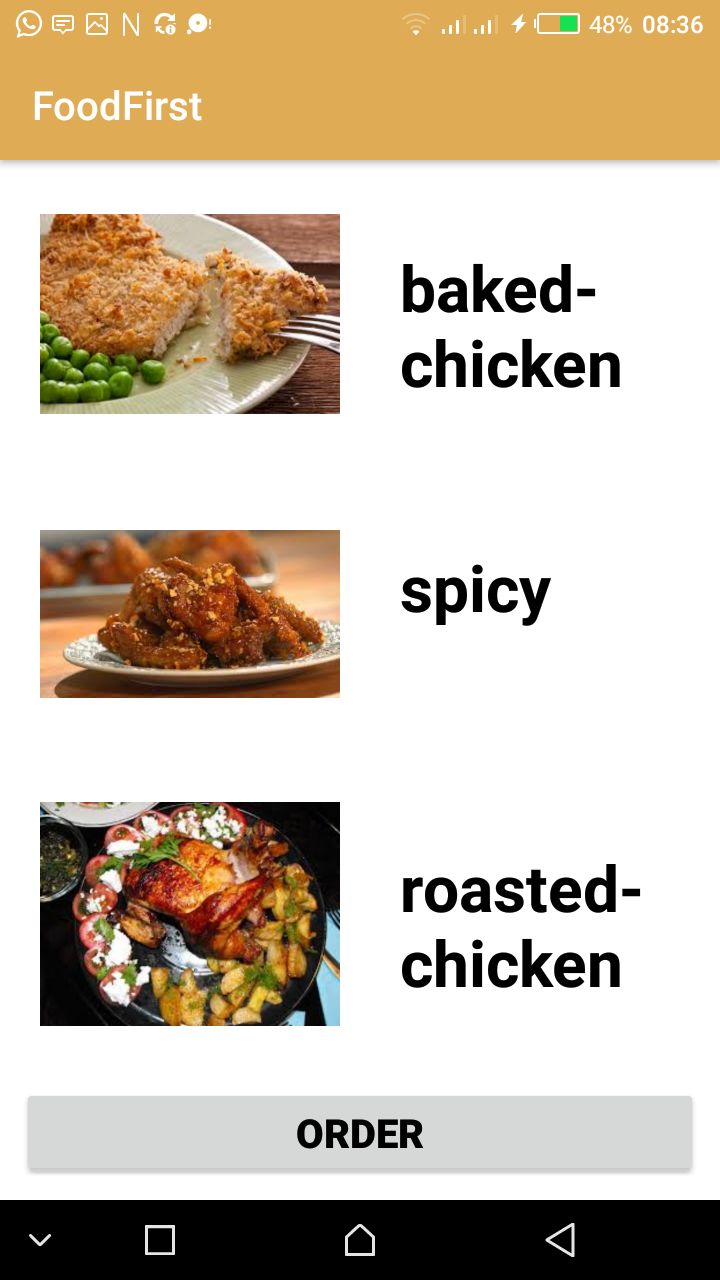 48% 08:36
FoodFirst
baked-
chicken
spicy
roasted-
chicken
ORDER